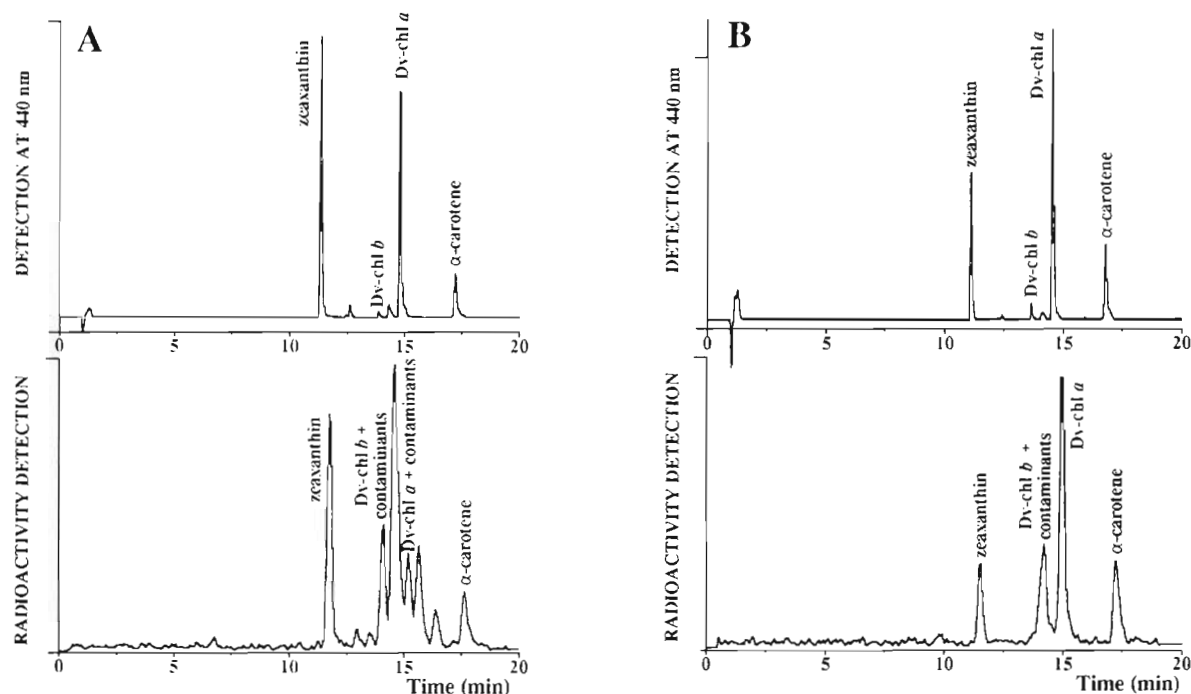 A
DETECTION AT 440 nm
zeaxanthin
Dv-chl b
Dv-chl a
α-carotene
0
5
10
15
20
RADIOACTIVITY DETECTION
zeaxanthin
Dv-chl b +
contaminants
Dv-chl a + contaminants
α-carotene
0
5
10
15
20
Time (min)
B
DETECTION AT 440 nm
zeaxanthin
Dv-chl b
Dv-chl a
α-carotene
0
5
10
15
20
RADIOACTIVITY DETECTION
zeaxanthin
Dv-chl b +
contaminants
Dv-chl a
α-carotene
0
5
10
15
20
Time (min)